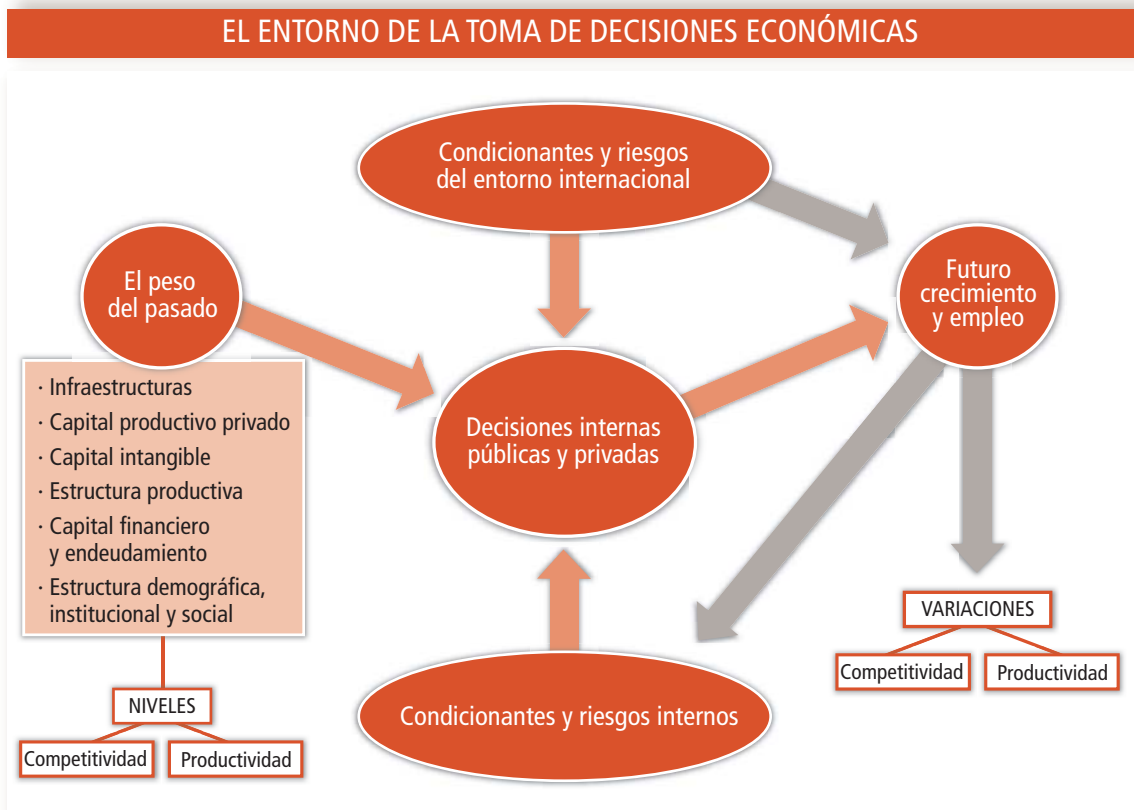 EL ENTORNO DE LA TOMA DE DECISIONES ECONÓMICAS
Condicionantes y riesgos
del entorno internacional
El peso
del pasado
Futuro
crecimiento
y empleo
· Infraestructuras
· Capital productivo privado
· Capital intangible
· Estructura productiva
· Capital financiero
y endeudamiento
· Estructura demográfica,
institucional y social
Decisiones internas
públicas y privadas
VARIACIONES
Competitividad
Productividad
NIVELES
Competitividad
Productividad
Condicionantes y riesgos internos